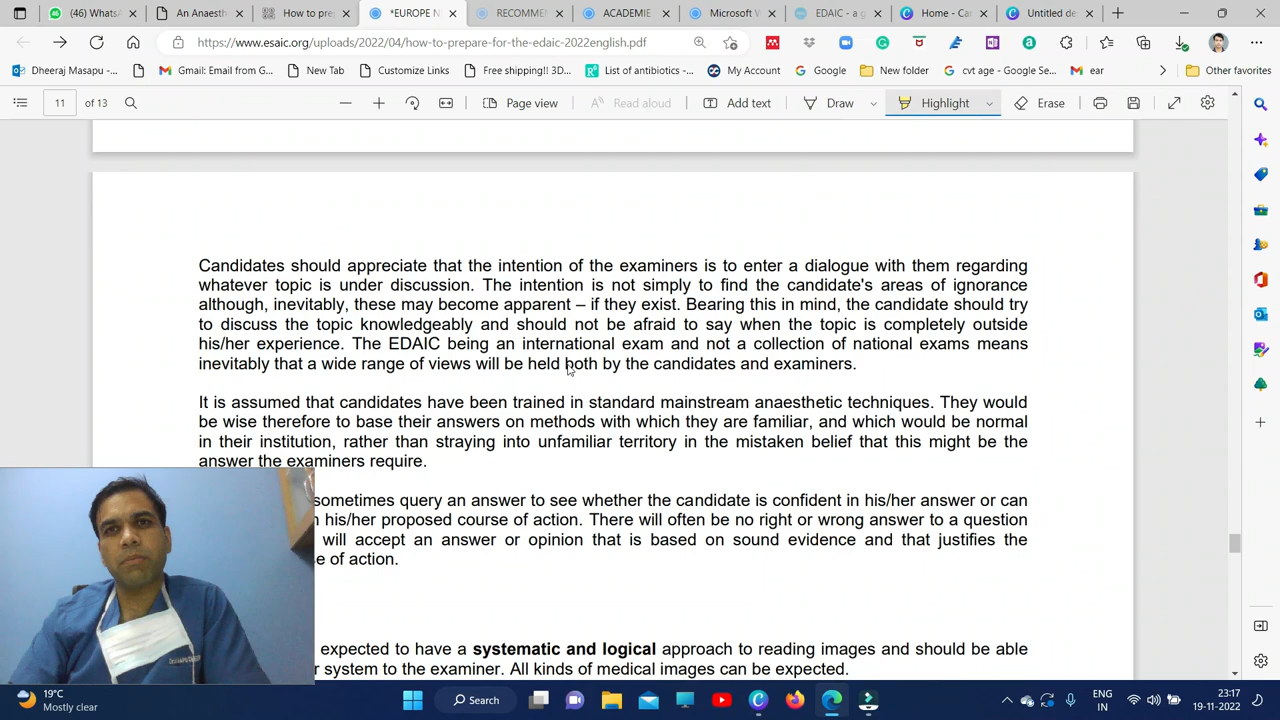 (46) WhatsA
An Anaesth
How to prep
*EUROPE N
RECOMMEN
ACADEMIE
Microsoft W
EDAIC - a g
Home - Can
Untitled des
https://www.esaic.org/uploads/2022/04/how-to-prepare-for-the-edaic-2022english.pdf
Dheeraj Masapu - A...
Gmail: Email from G...
New Tab
Customize Links
Free shipping!! 3D...
List of antibiotics -...
My Account
Google
New folder
cvt age - Google Se...
ear
Other favorites
11 of 13
Page view
Read aloud
Add text
Draw
Highlight
Erase
Candidates should appreciate that the intention of the examiners is to enter a dialogue with them regarding
whatever topic is under discussion. The intention is not simply to find the candidate's areas of ignorance
although, inevitably, these may become apparent – if they exist. Bearing this in mind, the candidate should try
to discuss the topic knowledgeably and should not be afraid to say when the topic is completely outside
his/her experience. The EDAIC being an international exam and not a collection of national exams means
inevitably that a wide range of views will be held both by the candidates and examiners.
It is assumed that candidates have been trained in standard mainstream anaesthetic techniques. They would
be wise therefore to base their answers on methods with which they are familiar, and which would be normal
in their institution, rather than straying into unfamiliar territory in the mistaken belief that this might be the
answer the examiners require.
sometimes query an answer to see whether the candidate is confident in his/her answer or can
his/her proposed course of action. There will often be no right or wrong answer to a question
will accept an answer or opinion that is based on sound evidence and that justifies the
of action.
expected to have a systematic and logical approach to reading images and should be able
system to the examiner. All kinds of medical images can be expected.
19°C
Mostly clear
Search
ENG
IN
23:17
19-11-2022